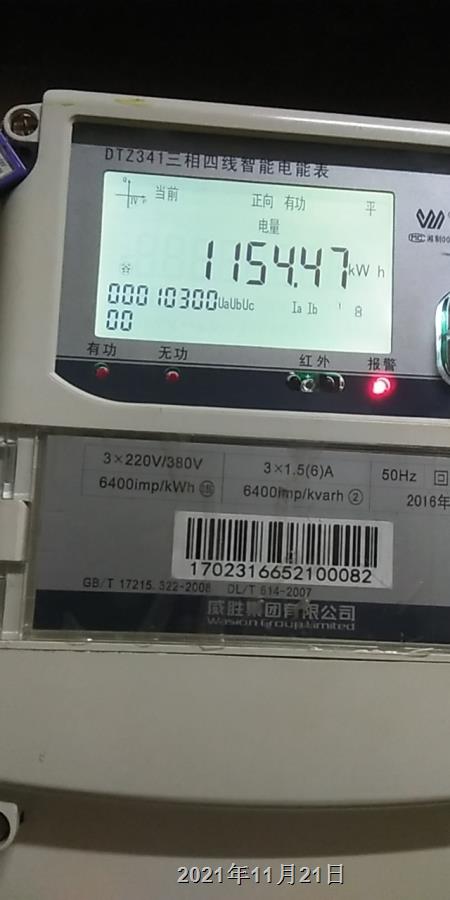 DTZ341三相四线智能电能表
当前 正向 有功 平
电量
1154.47kWh
00010300 UaUbUc Ia Ib
00
有功 无功 红外 报警
3×220V/380V 3×1.5(6)A 50Hz
6400imp/kWh 6400imp/kvarh ② 2016年
1702316652100082
GB/T 17215.322-2008 DL/T 614-2007
威胜集团有限公司
Wasion Group Limited
2021年11月21日